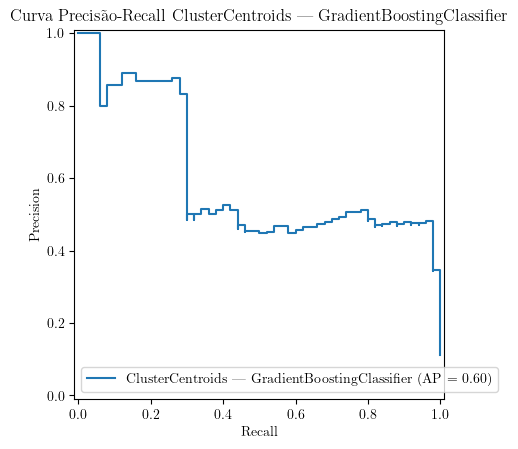 Curva Precisão-Recall ClusterCentroids — GradientBoostingClassifier
1.0
0.8
0.6
0.4
0.2
0.0
Precision
ClusterCentroids — GradientBoostingClassifier (AP = 0.60)
0.0 0.2 0.4 0.6 0.8 1.0
Recall